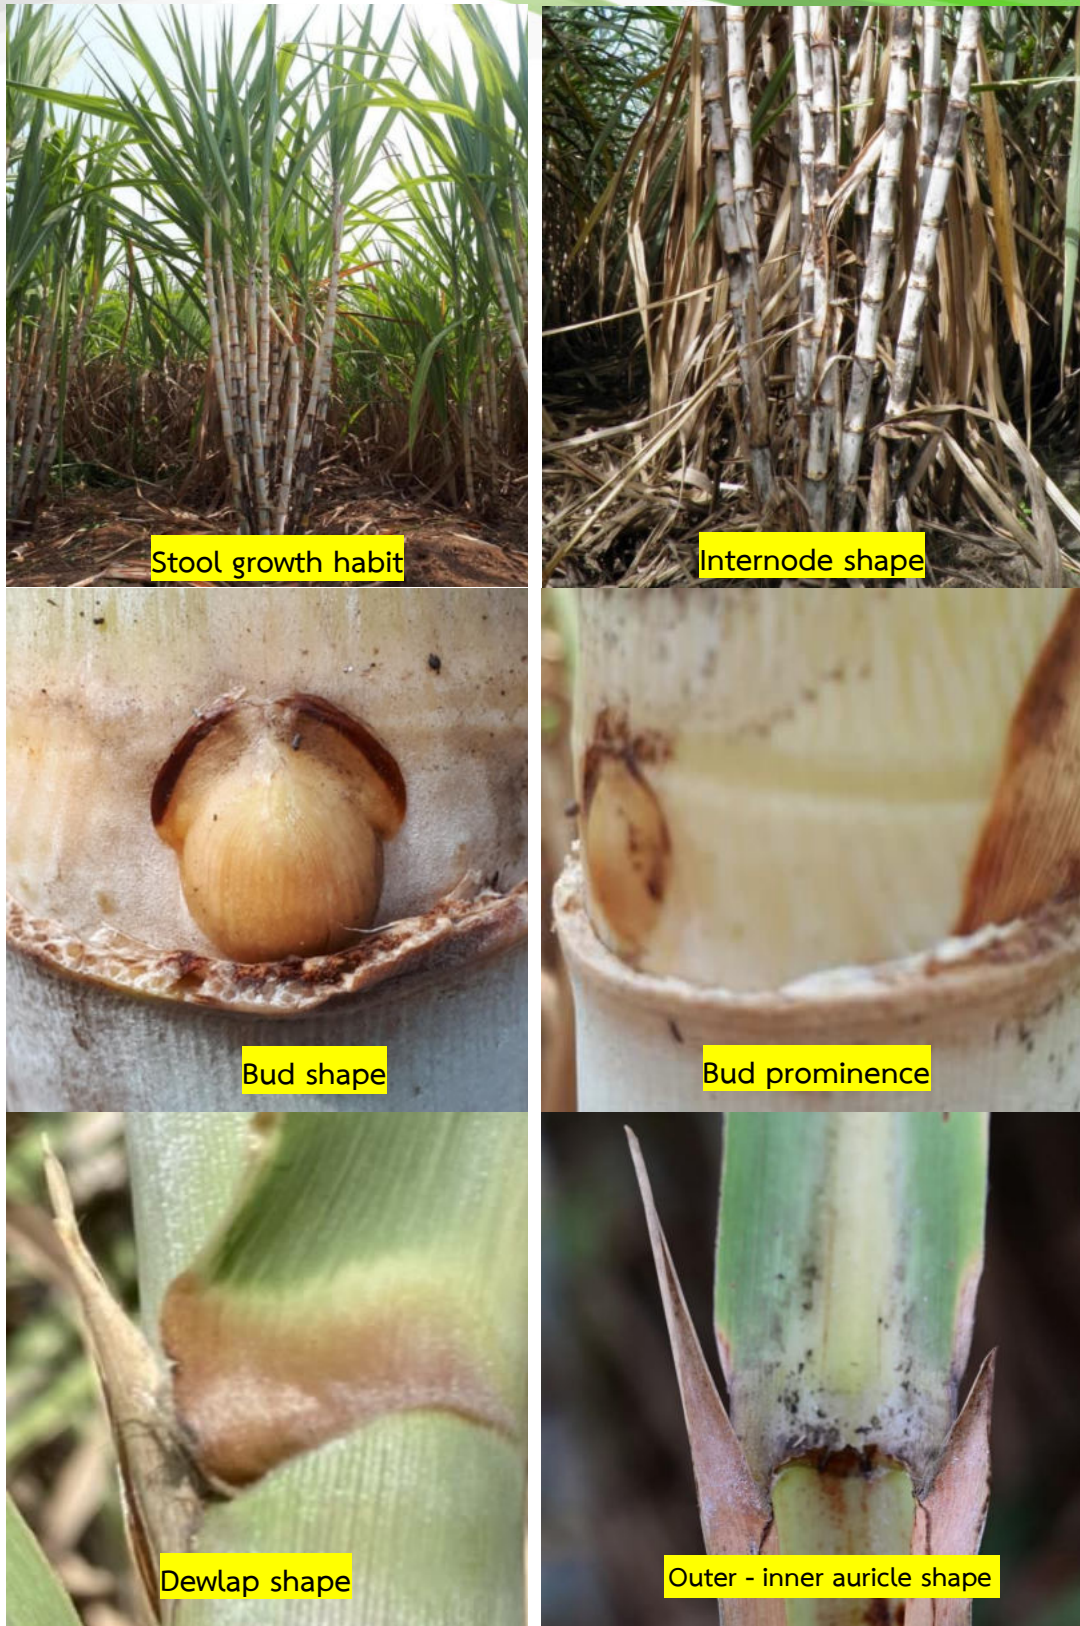 Stool growth habit
Internode shape
Bud shape
Bud prominence
Dewlap shape
Outer - inner auricle shape